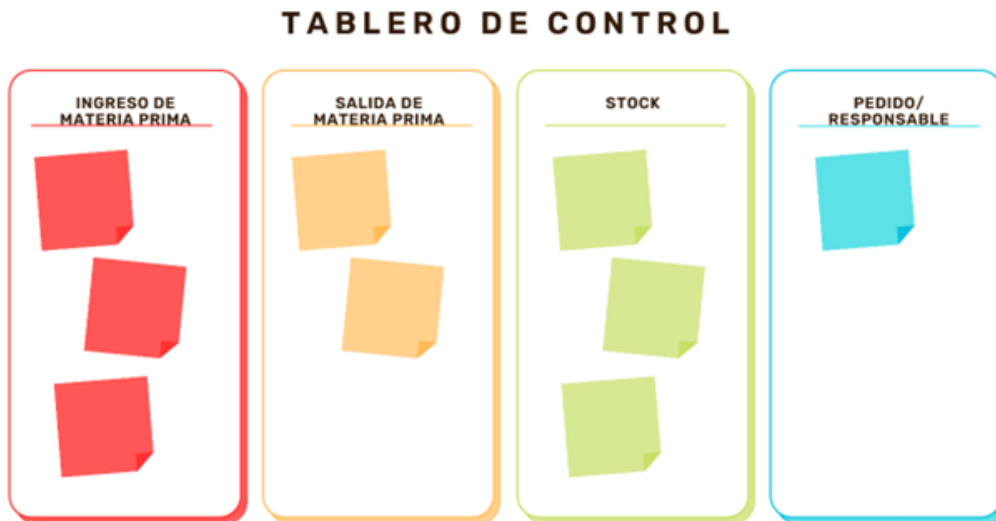 TABLERO DE CONTROL
INGRESO DE
MATERIA PRIMA
SALIDA DE
MATERIA PRIMA
STOCK
PEDIDO/
RESPONSABLE